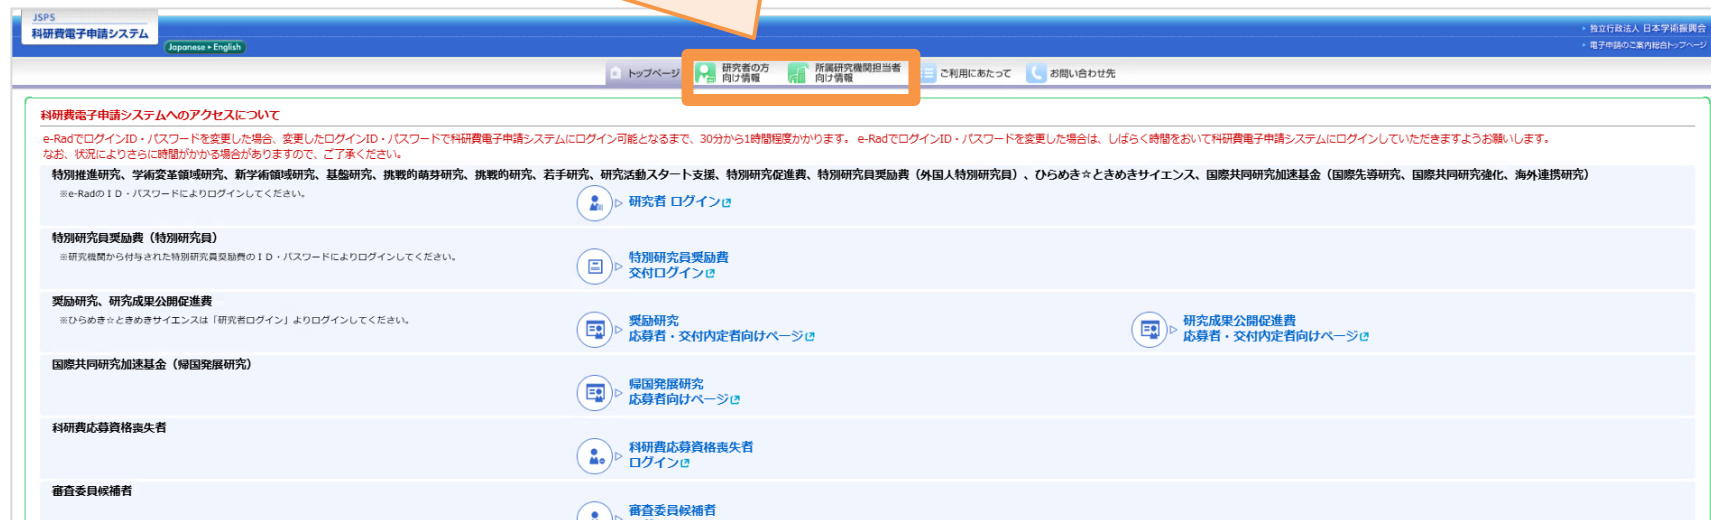 JSPS
科研費電子申請システム
Japanese ▸ English
▸ 独立行政法人 日本学術振興会
▸ 電子申請のご案内総合トップページ
トップページ
研究者の方
向け情報
所属研究機関担当者
向け情報
ご利用にあたって
お問い合わせ先
科研費電子申請システムへのアクセスについて
e-RadでログインID・パスワードを変更した場合、変更したログインID・パスワードで科研費電子申請システムにログイン可能となるまで、30分から1時間程度かかります。 e-RadでログインID・パスワードを変更した場合は、しばらく時間をおいて科研費電子申請システムにログインしていただきますようお願いします。
なお、状況によりさらに時間がかかる場合がありますので、ご了承ください。
特別推進研究、学術変革領域研究、新学術領域研究、基盤研究、挑戦的萌芽研究、挑戦的研究、若手研究、研究活動スタート支援、特別研究促進費、特別研究員奨励費（外国人特別研究員）、ひらめき☆ときめきサイエンス、国際共同研究加速基金（国際先導研究、国際共同研究強化、海外連携研究）
※e-RadのＩＤ・パスワードによりログインしてください。
研究者 ログイン
特別研究員奨励費（特別研究員）
※研究機関から付与された特別研究員奨励費のＩＤ・パスワードによりログインしてください。
特別研究員奨励費
交付ログイン
奨励研究、研究成果公開促進費
※ひらめき☆ときめきサイエンスは「研究者ログイン」よりログインしてください。
奨励研究
応募者・交付内定者向けページ
研究成果公開促進費
応募者・交付内定者向けページ
国際共同研究加速基金（帰国発展研究）
帰国発展研究
応募者向けページ
科研費応募資格喪失者
科研費応募資格喪失者
ログイン
審査委員候補者
審査委員候補者